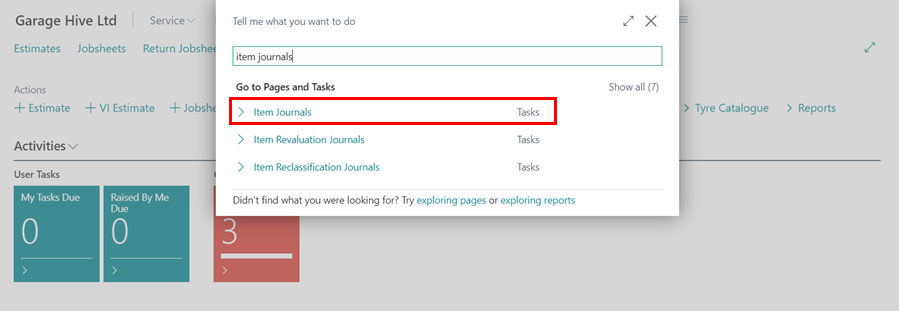 Garage Hive Ltd
Service
Tell me what you want to do
Estimates
Jobsheets
Return Jobshee
item journals
Go to Pages and Tasks
Show all (7)
Actions
+ Estimate
+ VI Estimate
+ Jobshe
Item Journals
Tasks
Tyre Catalogue
Reports
Item Revaluation Journals
Tasks
Activities
Item Reclassification Journals
Tasks
User Tasks
My Tasks Due
0
Raised By Me Due
0
3
Didn't find what you were looking for? Try exploring pages or exploring reports